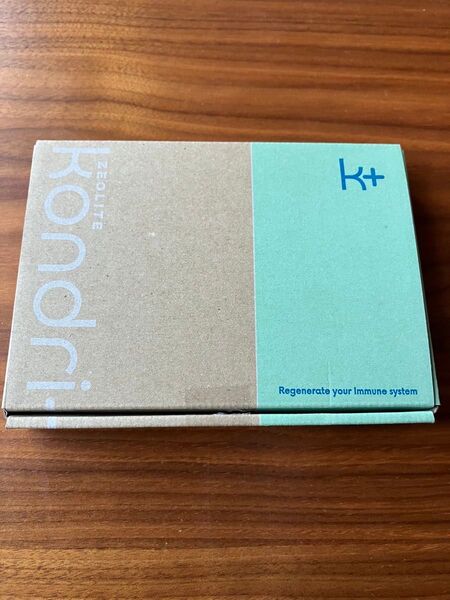 ZEOLITE
kondri+
k+
Regenerate your Immune system